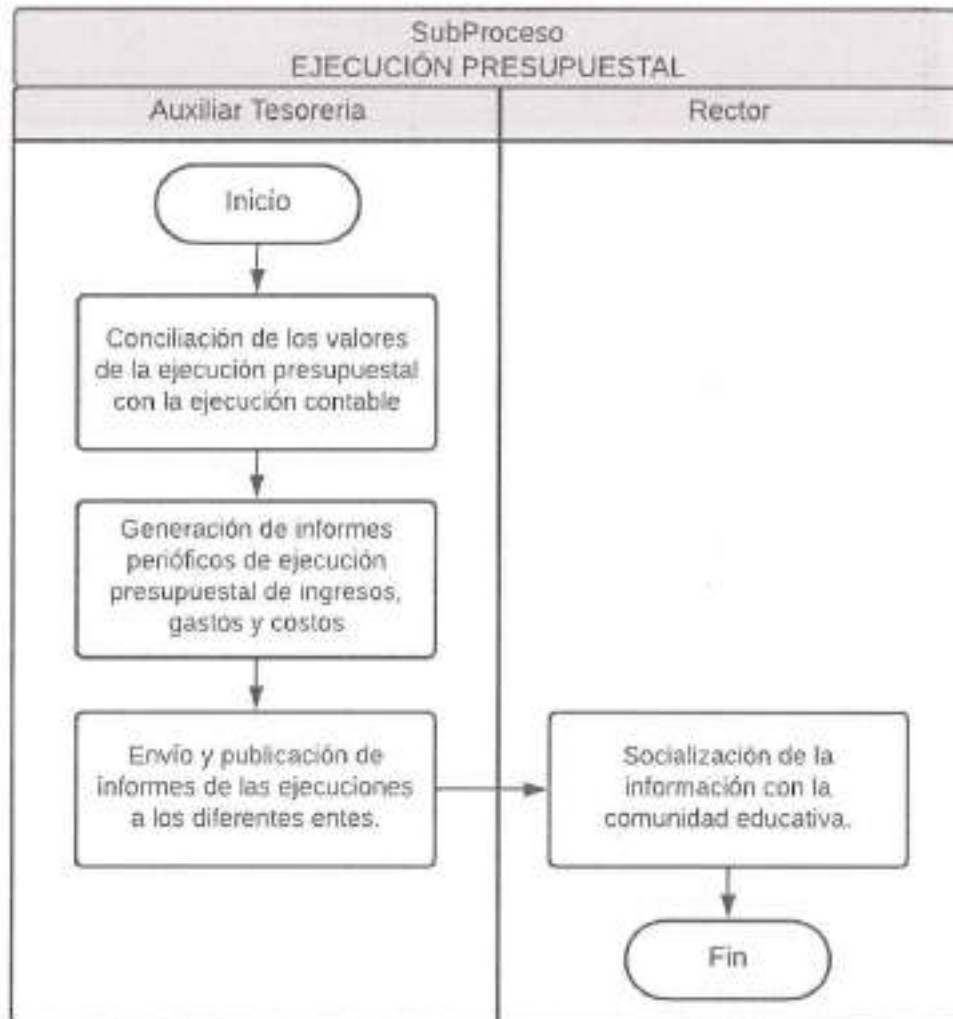 SubProceso
EJECUCIÓN PRESUPUESTAL
Auxiliar Tesoreria
Rector
Inicio
Conciliación de los valores
de la ejecución presupuestal
con la ejecución contable
Generación de informes
perióficos de ejecución
presupuestal de ingresos,
gastos y costos
Envío y publicación de
informes de las ejecuciones
a los diferentes entes.
Socialización de la
información con la
comunidad educativa.
Fin